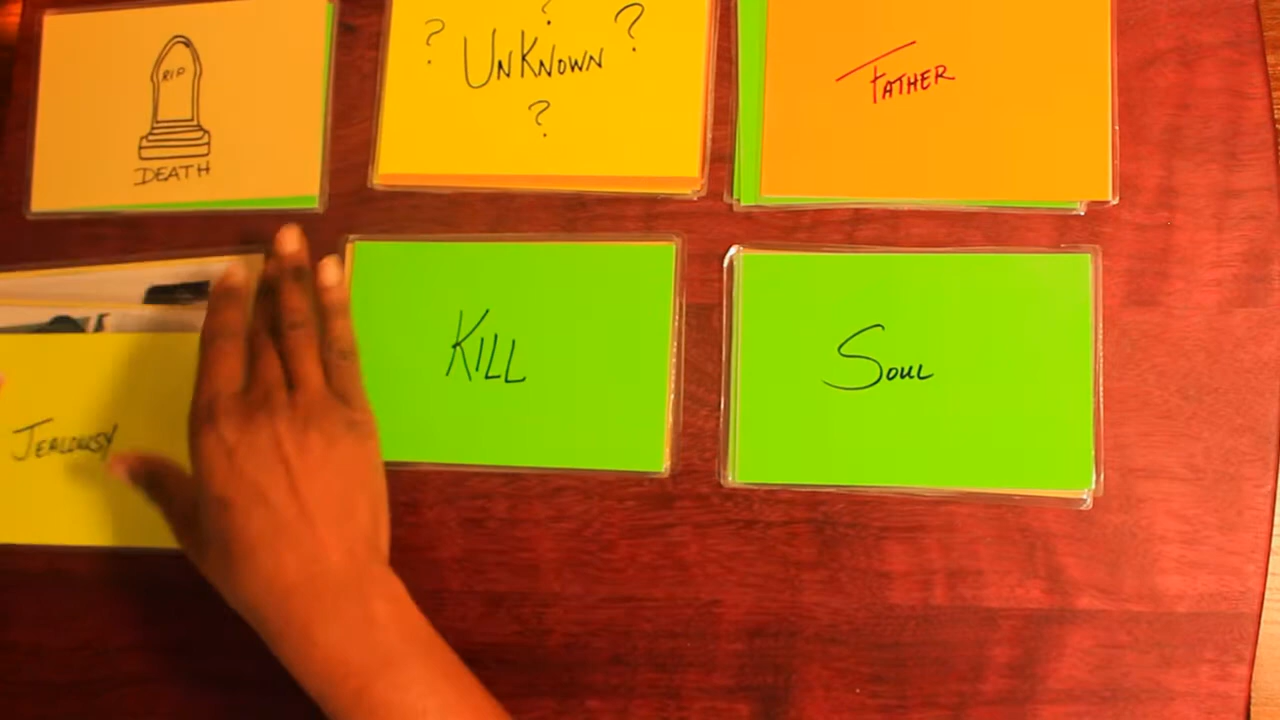 RIP
DEATH
? ? ?
UNKNOWN
?
FATHER
JEALOUSY
KILL
SOUL